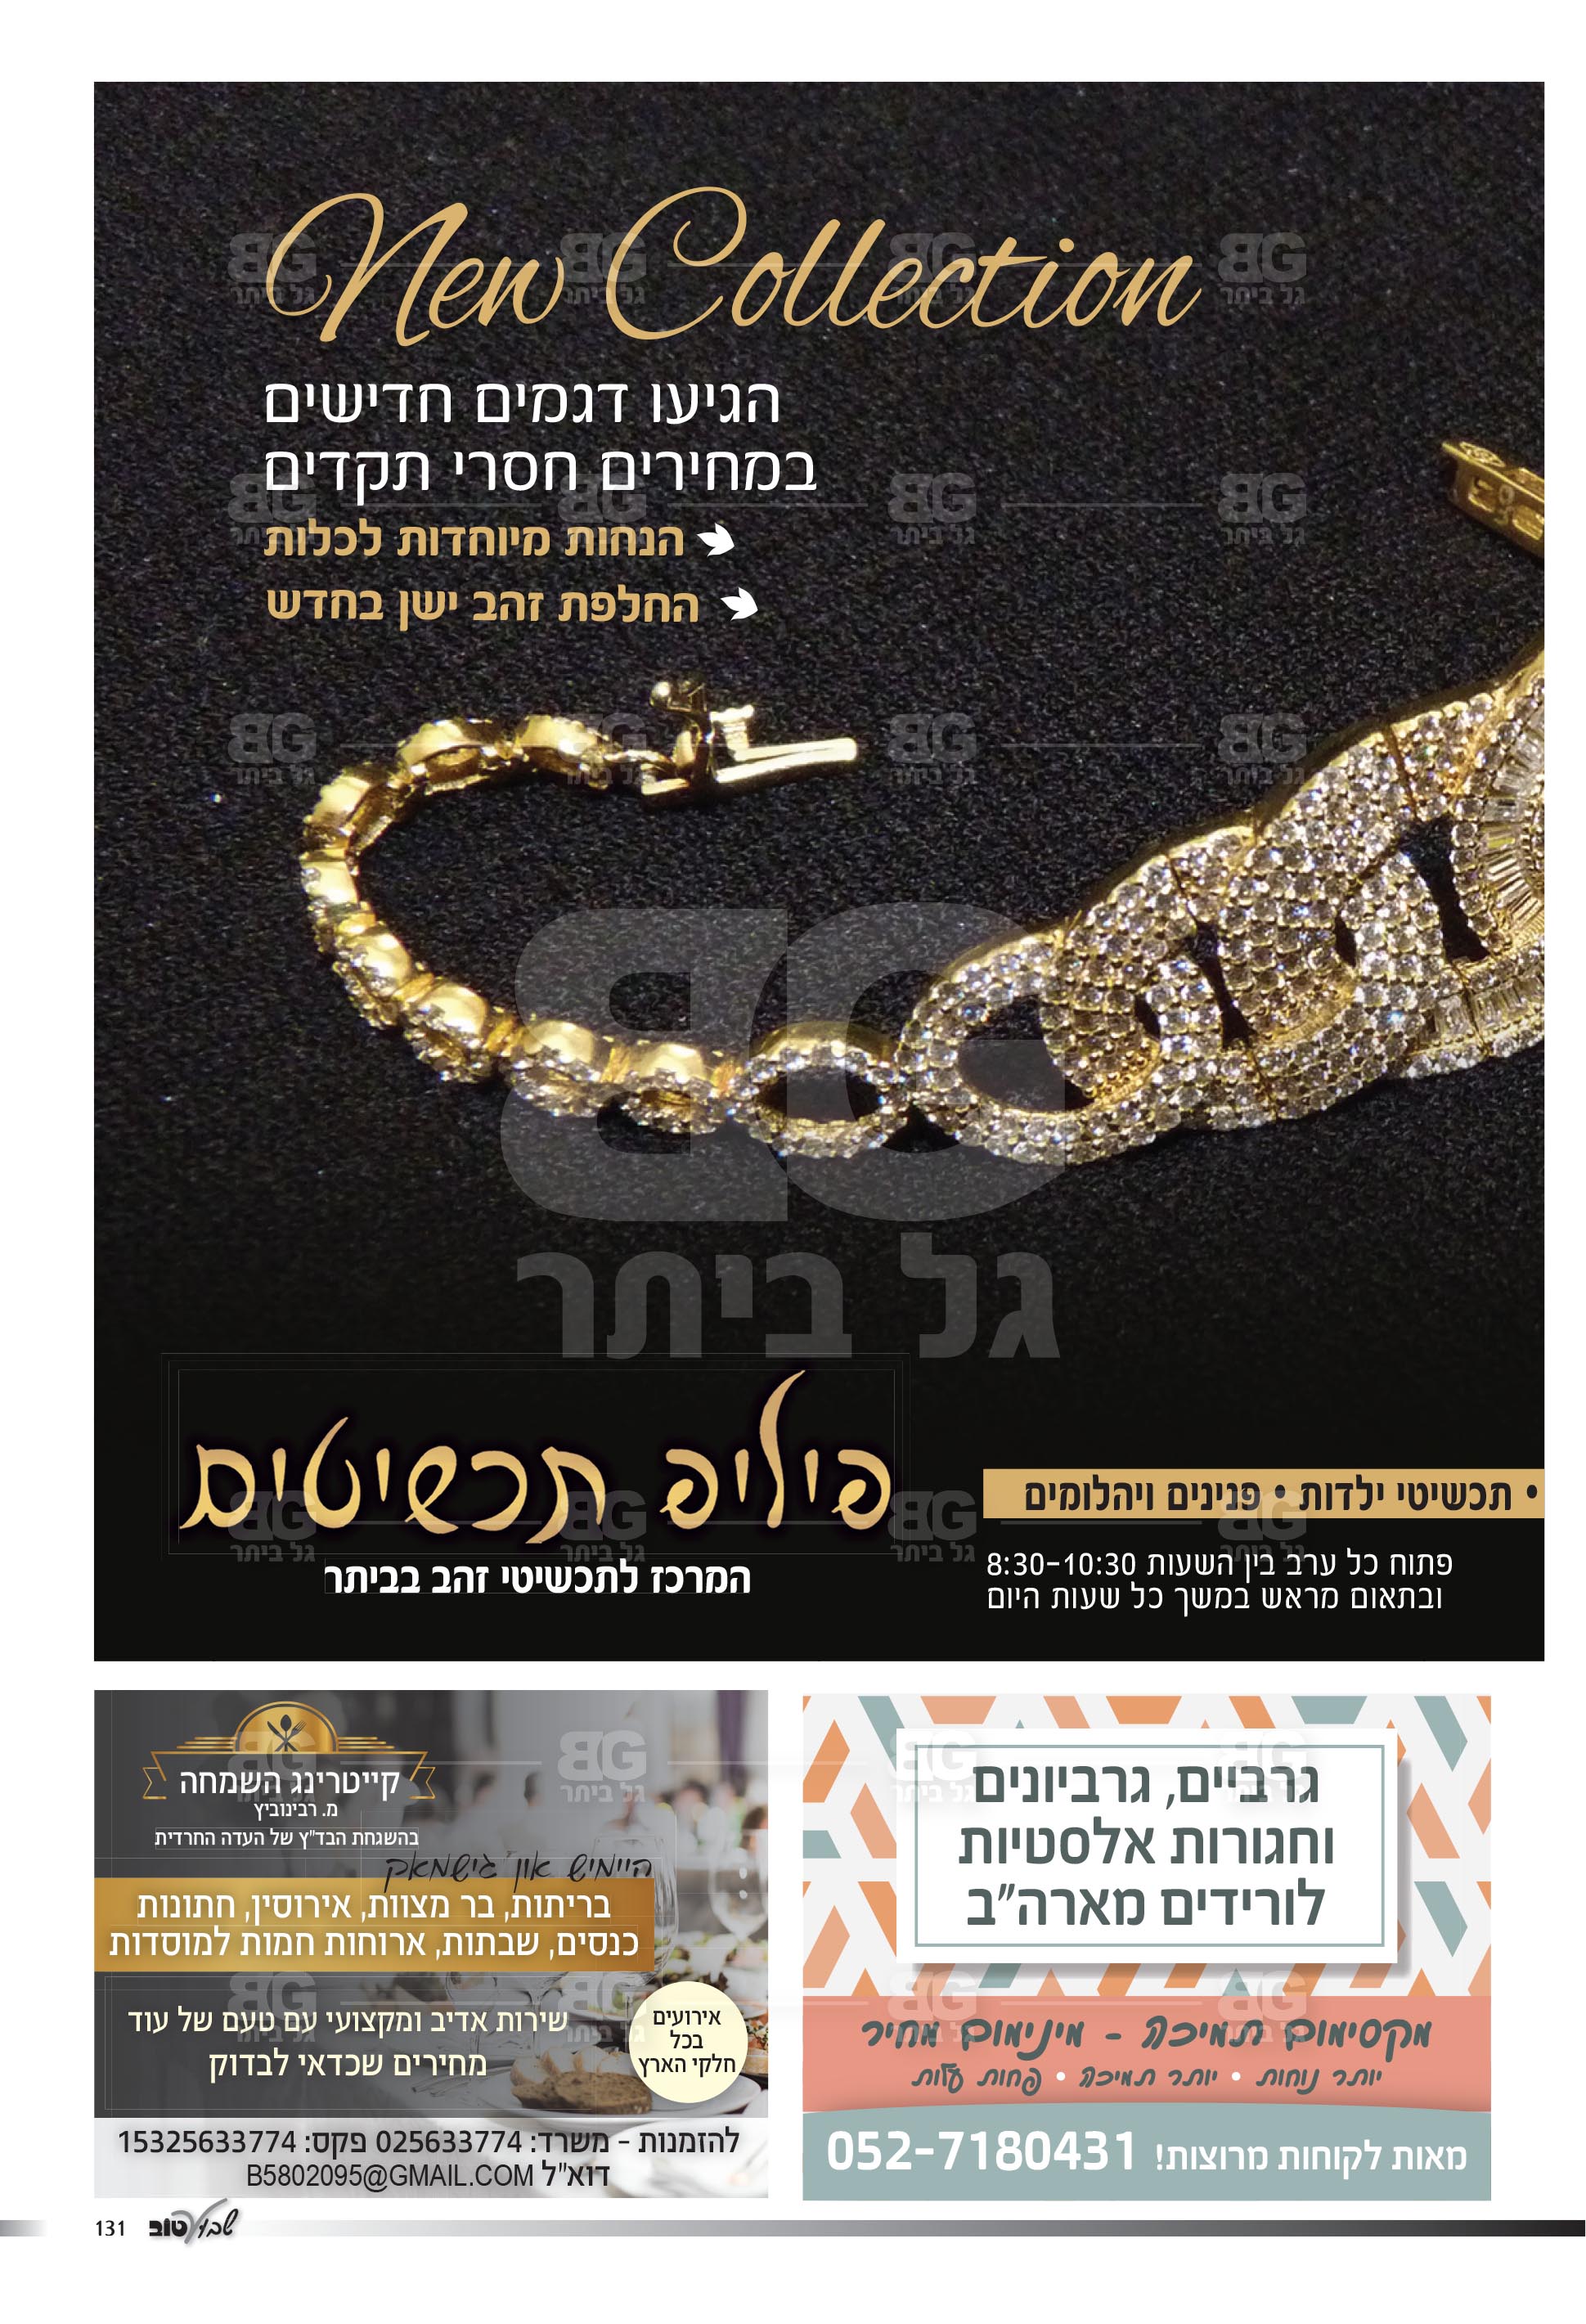 New Collection
הגיעו דגמים חדישים
במחירים חסרי תקדים
הנחות מיוחדות לכלות
החלפת זהב ישן בחדש
BG
גל ביתר
פיליפ תכשיטים
המרכז לתכשיטי זהב בביתר
• תכשיטי ילדות • פנינים ויהלומים
פתוח כל ערב בין השעות 8:30-10:30
ובתאום מראש במשך כל שעות היום
גרביים, גרביונים
וחגורות אלסטיות
לורידים מארה"ב
מקסימום תמיכה - מינימום מחיר
יותר נוחות • יותר תמיכה • פחות עלות
מאות לקוחות מרוצות! 052-7180431
קייטרינג השמחה
מ. רבינוביץ
בהשגחת הבד"ץ של העדה החרדית
היימיש און גישמאק
בריתות, בר מצוות, אירוסין, חתונות
כנסים, שבתות, ארוחות חמות למוסדות
שירות אדיב ומקצועי עם טעם של עוד
מחירים שכדאי לבדוק
אירועים
בכל
חלקי הארץ
להזמנות - משרד: 025633774 פקס: 15325633774
דוא"ל B5802095@GMAIL.COM
שבוע טוב 131